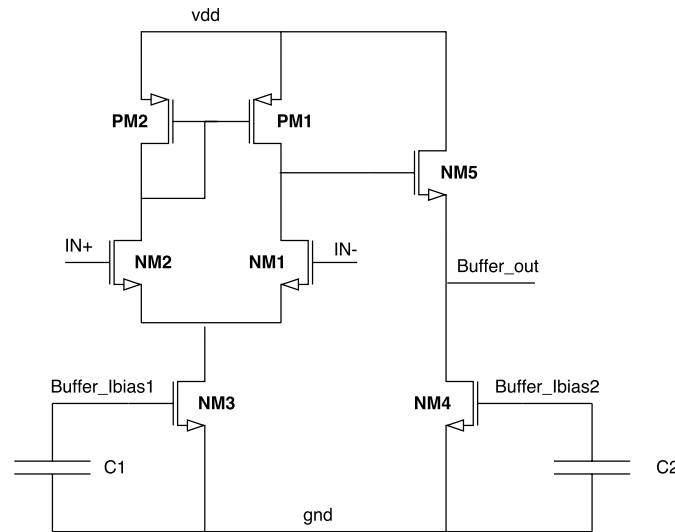 vdd
PM2
PM1
NM5
IN+
NM2
NM1
IN-
Buffer_out
Buffer_Ibias1
NM3
NM4
Buffer_Ibias2
C1
C2
gnd